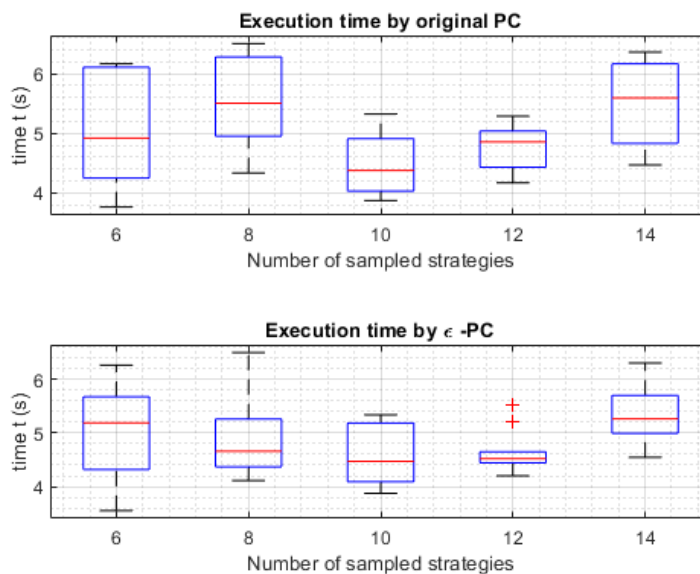 Execution time by original PC
time t (s)
6
5
4
6 8 10 12 14
Number of sampled strategies
Execution time by ϵ -PC
time t (s)
6
5
4
6 8 10 12 14
Number of sampled strategies